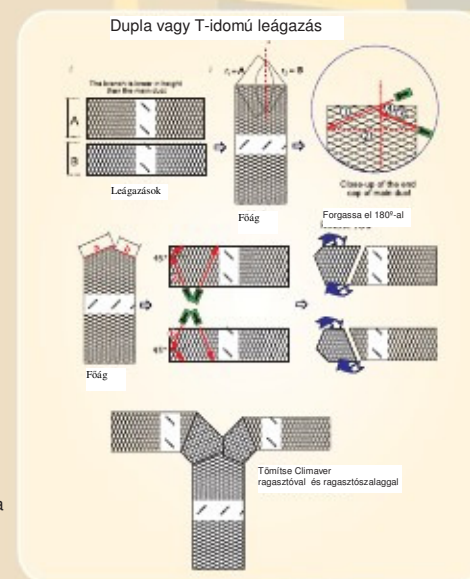 Dupla vagy T-idomú leágazás
The branch is lower in height
than the main duct
A
B
Leágazások
Főág
Close-up of the end
cap of main duct
Forgassa el 180º-al
Főág
45°
45°
Tömítse Climaver
ragasztóval és ragasztószalaggal
a